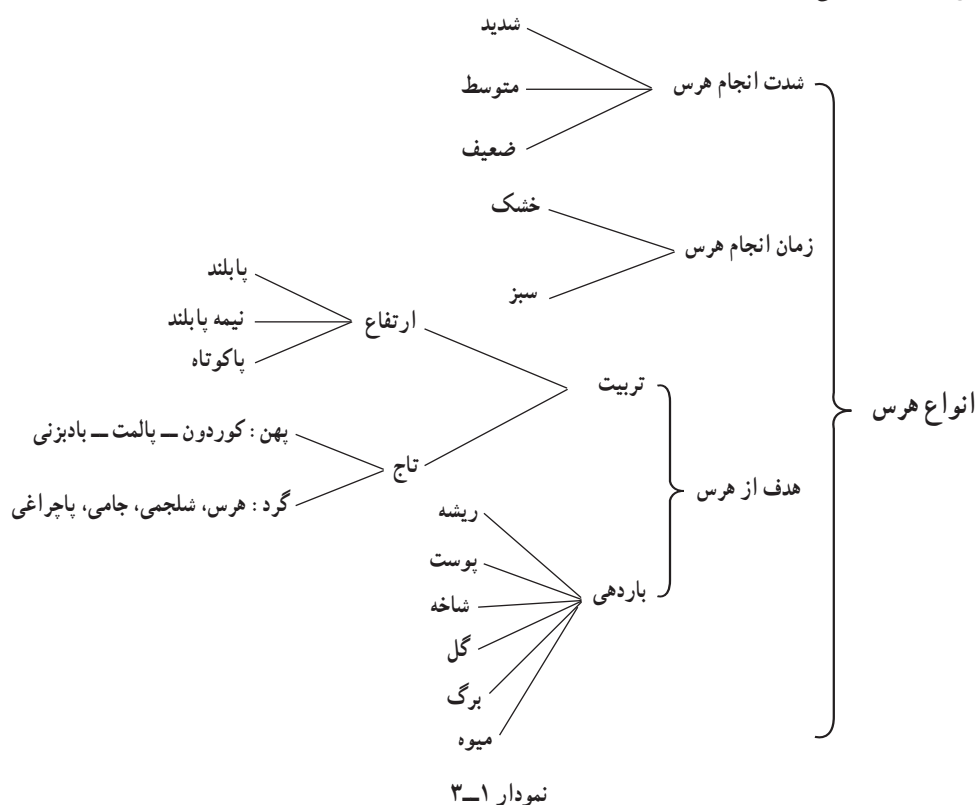 انواع هرس
شدت انجام هرس
شدید
متوسط
ضعیف
زمان انجام هرس
خشک
سبز
هدف از هرس
تربیت
ارتفاع
پابلند
نیمه پابلند
پاکوتاه
تاج
پهن : کوردون ــ پالمت ــ بادبزنی
گرد : هرس، شلجمی، جامی، پاچراغی
باردهی
ریشه
پوست
شاخه
گل
برگ
میوه
نمودار ۱ــ۳